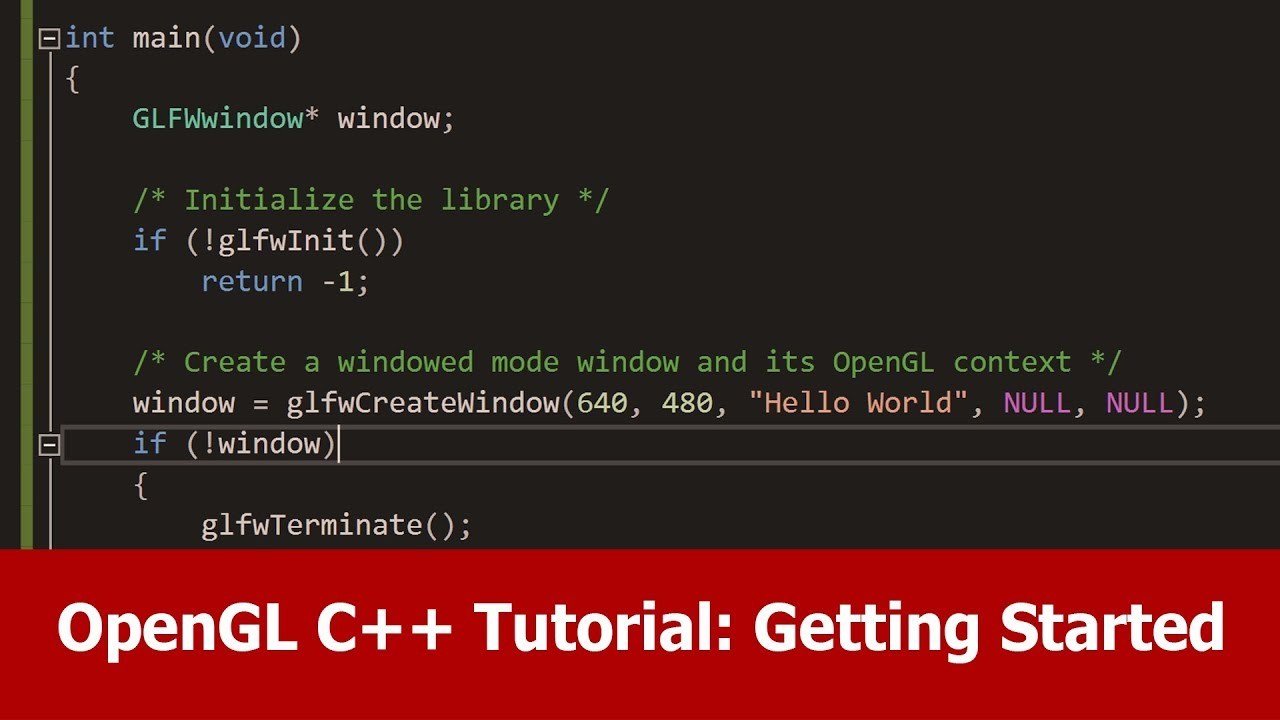 int main(void)
{
    GLFWwindow* window;
    /* Initialize the library */
    if (!glfwInit())
        return -1;
    /* Create a windowed mode window and its OpenGL context */
    window = glfwCreateWindow(640, 480, "Hello World", NULL, NULL);
    if (!window)
    {
        glfwTerminate();
OpenGL C++ Tutorial: Getting Started